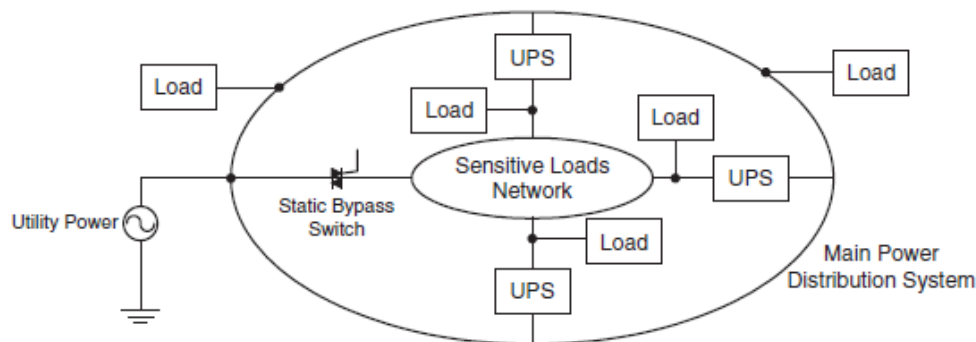 UPS
Load
Load
Load
Load
Sensitive Loads
Network
UPS
Static Bypass
Switch
Utility Power
Load
Main Power
Distribution System
UPS